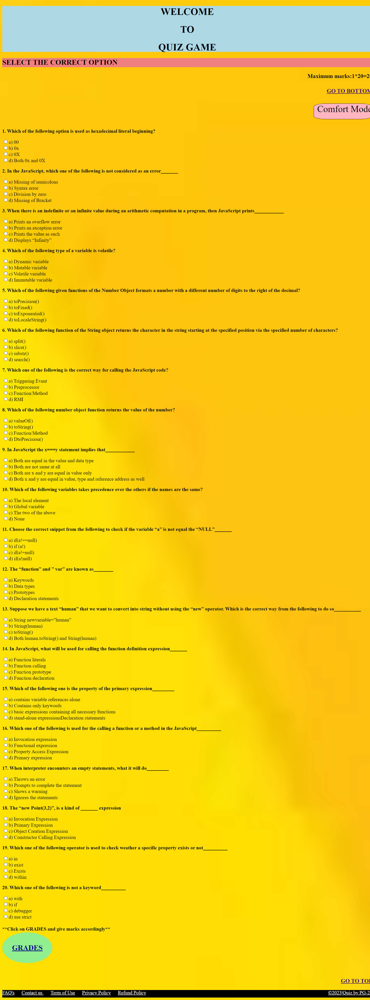 WELCOME
TO
QUIZ GAME
SELECT THE CORRECT OPTION
Maximum marks:1*20=20
GO TO BOTTOM
Comfort Mode
1. Which of the following option is used as hexadecimal literal beginning?
a) 00
b) 0x
c) 0X
d) Both 0x and 0X
2. In the JavaScript, which one of the following is not considered as an error_______
a) Missing of semicolons
b) Syntax error
c) Division by zero
d) Missing of Bracket
3. When there is an indefinite or an infinite value during an arithmetic computation in a program, then JavaScript prints____________
a) Prints an overflow error
b) Prints an exception error
c) Prints the value as such
d) Displays “Infinity”
4. Which of the following type of a variable is volatile?
a) Dynamic variable
b) Mutable variable
c) Volatile variable
d) Immutable variable
5. Which of the following given functions of the Number Object formats a number with a different number of digits to the right of the decimal?
a) toPrecision()
b) toFixed()
c) toExponential()
d) toLocaleString()
6. Which of the following function of the String object returns the character in the string starting at the specified position via the specified number of characters?
a) split()
b) slice()
c) substr()
d) search()
7. Which one of the following is the correct way for calling the JavaScript code?
a) Triggering Event
b) Preprocessor
c) Function/Method
d) RMI
8. Which of the following number object function returns the value of the number?
a) valueOf()
b) toString()
c) Function/Method
d) DtoPrecision()
9. In JavaScript the x===y statement implies that____________
a) Both are equal in the value and data type
b) Both are not same at all
c) Both are x and y are equal in value only
d) Both x and y are equal in value, type and reference address as well
10. Which of the following variables takes precedence over the others if the names are the same?
a) The local element
b) Global variable
c) The two of the above
d) None
11. Choose the correct snippet from the following to check if the variable “a” is not equal the “NULL”_______
a) if(a!==null)
b) if (a!)
c) if(a!=null)
d) if(a!null)
12. The “function” and ” var” are known as________
a) Keywords
b) Data types
c) Prototypes
d) Declaration statements
13. Suppose we have a text “human” that we want to convert into string without using the “new” operator. Which is the correct way from the following to do so___________
a) String newvariable=”human”
b) String(human)
c) toString()
d) Both human.toString() and String(human)
14. In JavaScript, what will be used for calling the function definition expression_______
a) Function literals
b) Function calling
c) Function prototype
d) Function declaration
15. Which of the following one is the property of the primary expression_________
a) contains variable references alone
b) Contains only keywords
c) basic expressions containing all necessary functions
d) stand-alone expressionsDeclaration statements
16. Which one of the following is used for the calling a function or a method in the JavaScript__________
a) Invocation expression
b) Functional expression
c) Property Access Expression
d) Primary expression
17. When interpreter encounters an empty statements, what it will do_________
a) Throws an error
b) Prompts to complete the statement
c) Shows a warning
d) Ignores the statements
18. The “new Point(3,2)”, is a kind of _______ expression
a) Invocation Expression
b) Primary Expression
c) Object Creation Expression
d) Constructor Calling Expression
19. Which one of the following operator is used to check weather a specific property exists or not__________
a) in
b) exist
c) Exists
d) within
20. Which one of the following is not a keyword__________
a) with
b) if
c) debugger
d) use strict
**Click on GRADES and give marks accordingly**
GRADES
GO TO TOP
FAQ's Contact us Term of Use Privacy Policy Refund Policy ©2023|Quiz by PG-2